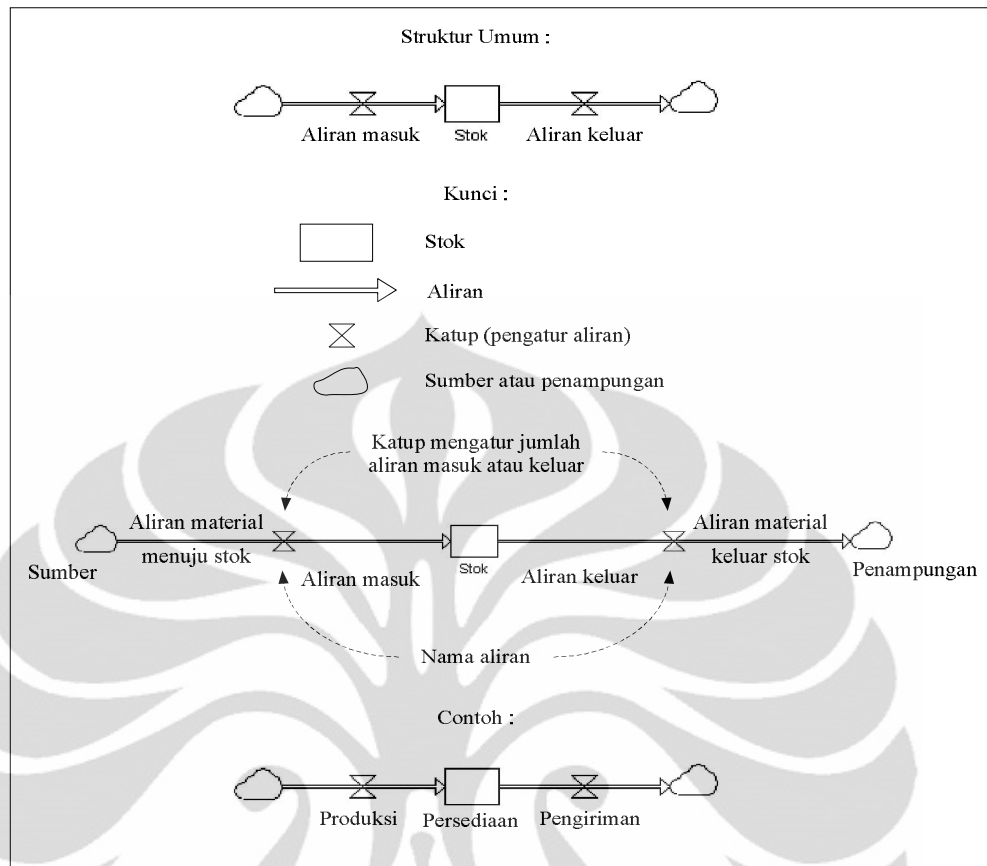 Struktur Umum :
Aliran masuk
Stok
Aliran keluar
Kunci :
Stok
Aliran
Katup (pengatur aliran)
Sumber atau penampungan
Katup mengatur jumlah
aliran masuk atau keluar
Aliran material
menuju stok
Aliran material
keluar stok
Sumber
Aliran masuk
Stok
Aliran keluar
Penampungan
Nama aliran
Contoh :
Produksi
Persediaan
Pengiriman